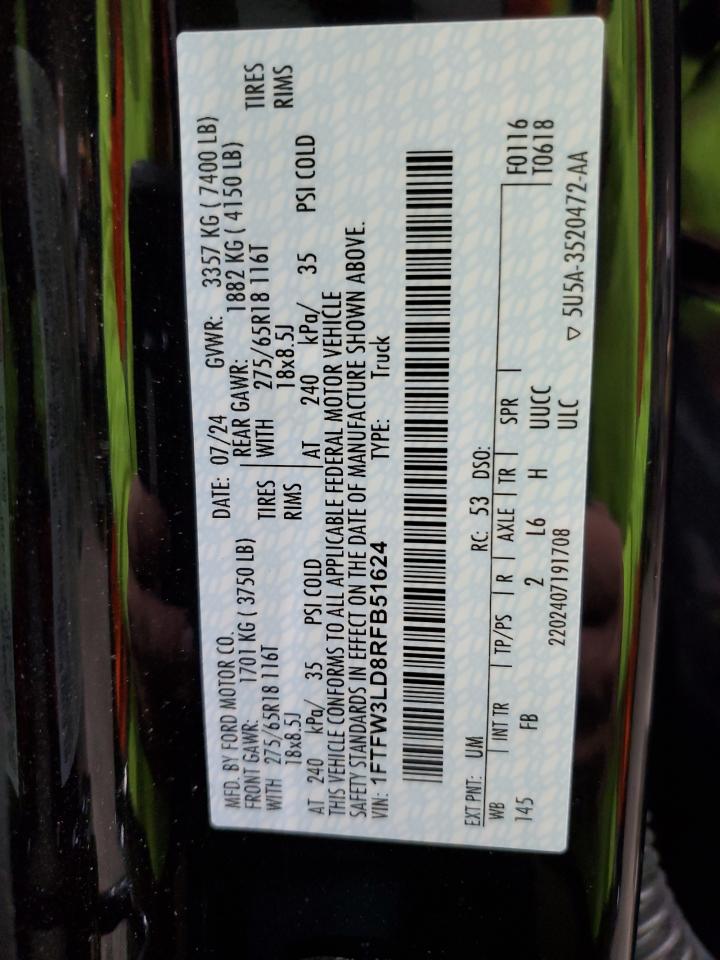 MFD. BY FORD MOTOR CO. DATE: 07/24 GVWR: 3357 KG ( 7400 LB)
FRONT GAWR: 1701 KG ( 3750 LB) REAR GAWR: 1882 KG ( 4150 LB)
WITH 275/65R18 116T TIRES WITH 275/65R18 116T TIRES
18x8.5J RIMS 18x8.5J RIMS
AT 240 kPa/ 35 PSI COLD AT 240 kPa/ 35 PSI COLD
THIS VEHICLE CONFORMS TO ALL APPLICABLE FEDERAL MOTOR VEHICLE
SAFETY STANDARDS IN EFFECT ON THE DATE OF MANUFACTURE SHOWN ABOVE.
VIN: 1FTFW3LD8RFB51624 TYPE: Truck
EXT PNT: UM RC: 53 DSO:
WB INT TR TP/PS R AXLE TR SPR F0116
145 FB 2 L6 H UUCC T0618
2202407191708 ULC ▽ 5U5A-3520472-AA